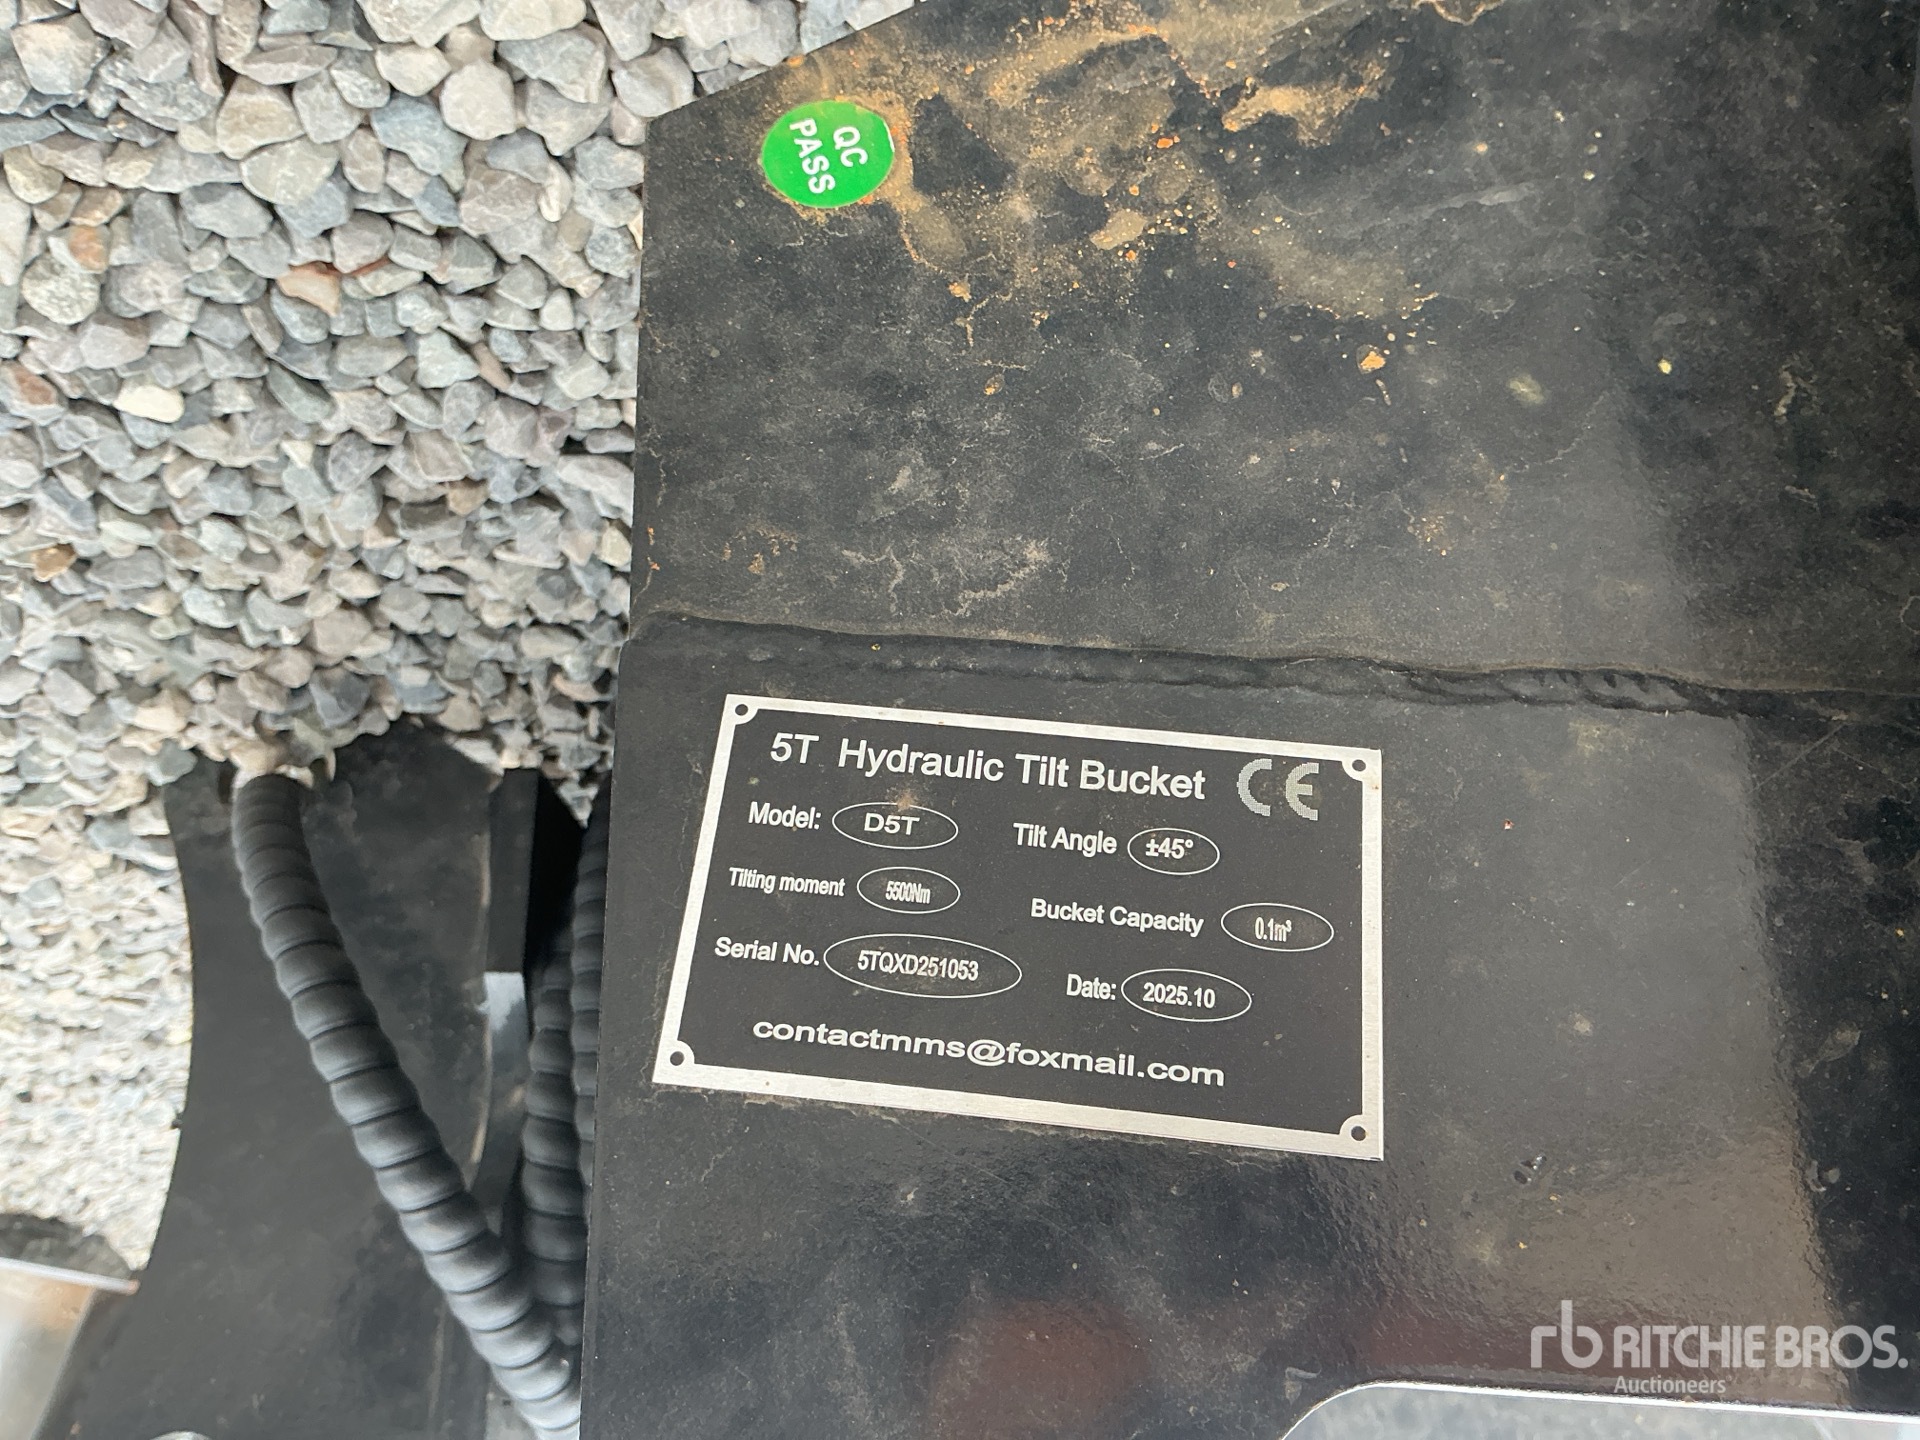 QC
PASS
5T Hydraulic Tilt Bucket CE
Model: D5T Tilt Angle ±45°
Tilting moment 5500Nm Bucket Capacity 0.1m³
Serial No. 5TQXD251053 Date: 2025.10
contactmms@foxmail.com
rb RITCHIE BROS.
Auctioneers